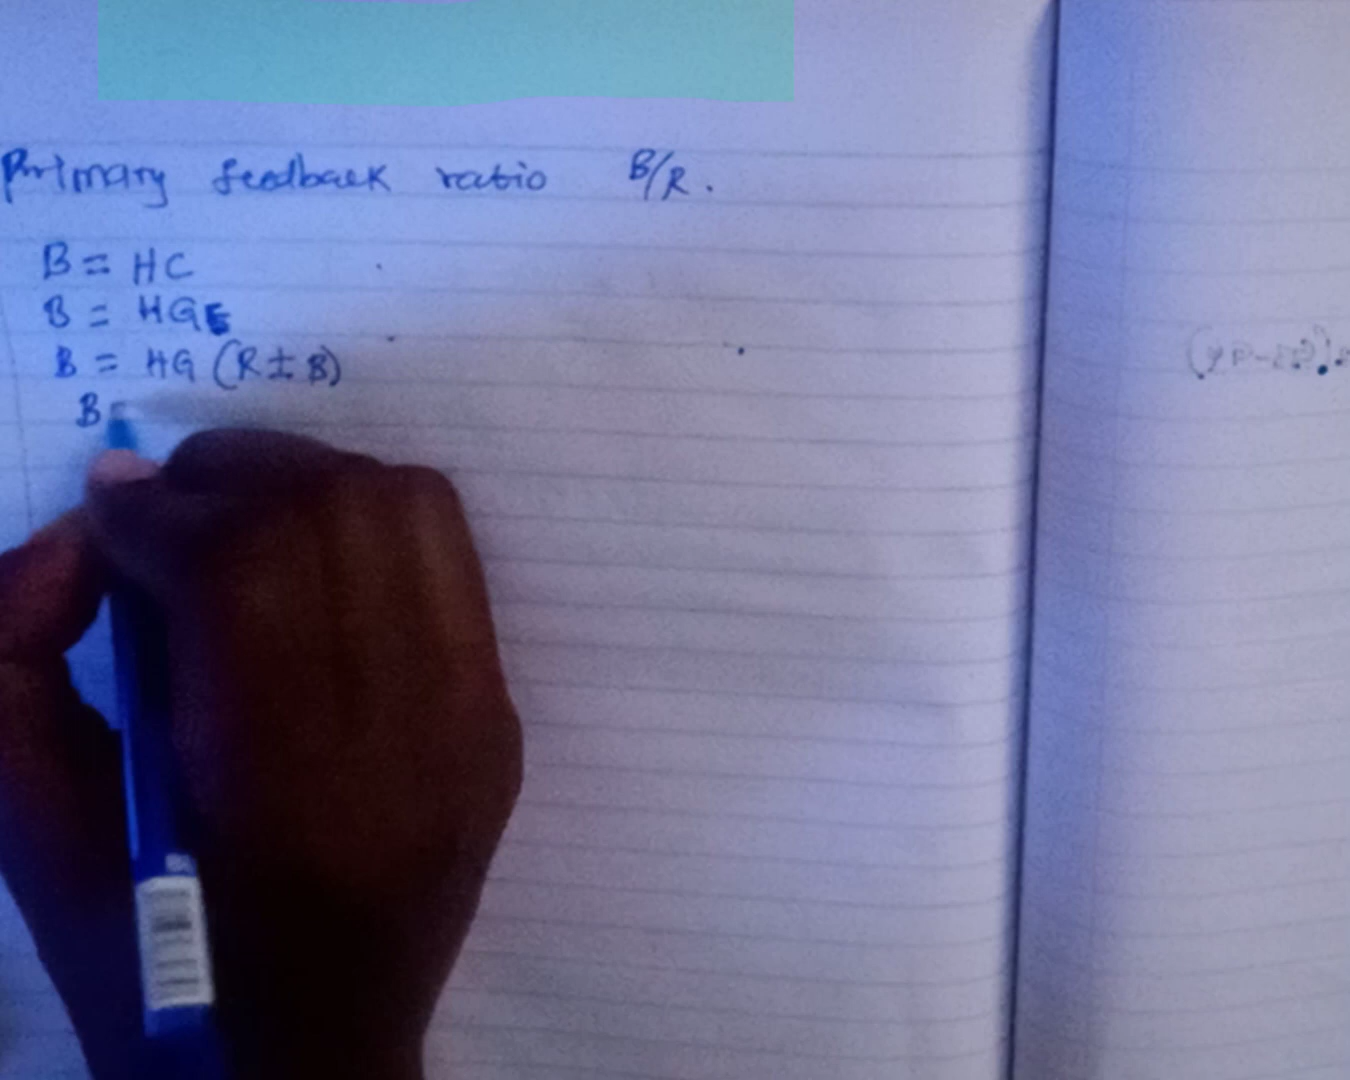 Primary feedback ratio B/R.
B = HC
B = HGE
B = HG (R ± B)
B =